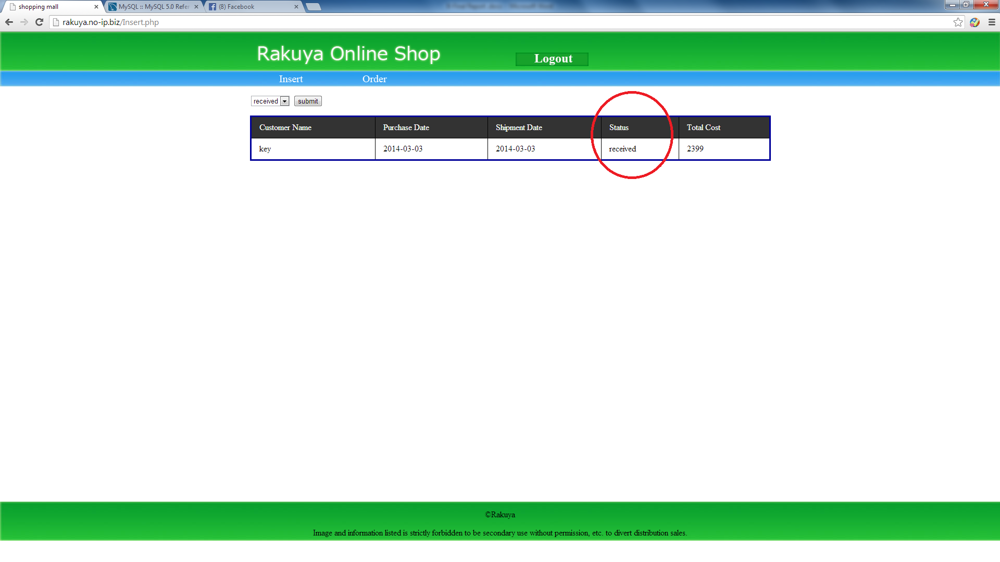 shopping mall
MySQL :: MySQL 5.0 Refer
(8) Facebook
rakuya.no-ip.biz/Insert.php
Rakuya Online Shop
Logout
Insert
Order
received
submit
Customer Name Purchase Date Shipment Date Status Total Cost
key 2014-03-03 2014-03-03 received 2399
©Rakuya
Image and information listed is strictly forbidden to be secondary use without permission, etc. to divert distribution sales.